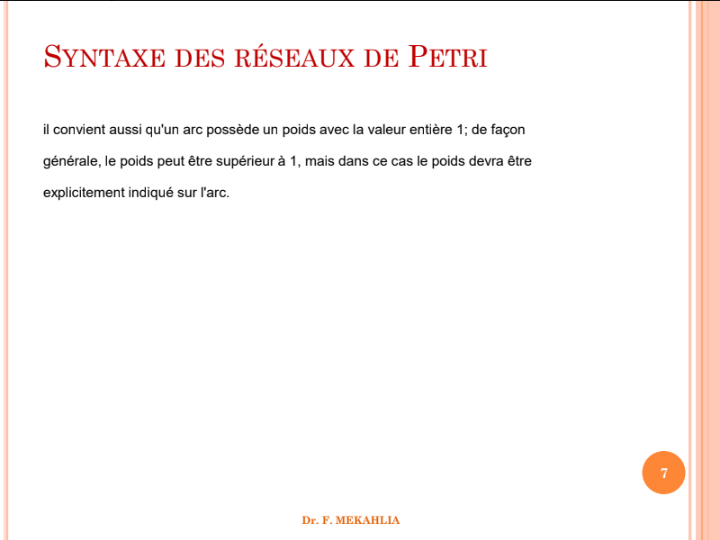 Syntaxe des réseaux de Petri
il convient aussi qu'un arc possède un poids avec la valeur entière 1; de façon
générale, le poids peut être supérieur à 1, mais dans ce cas le poids devra être
explicitement indiqué sur l'arc.
7
Dr. F. MEKAHLIA